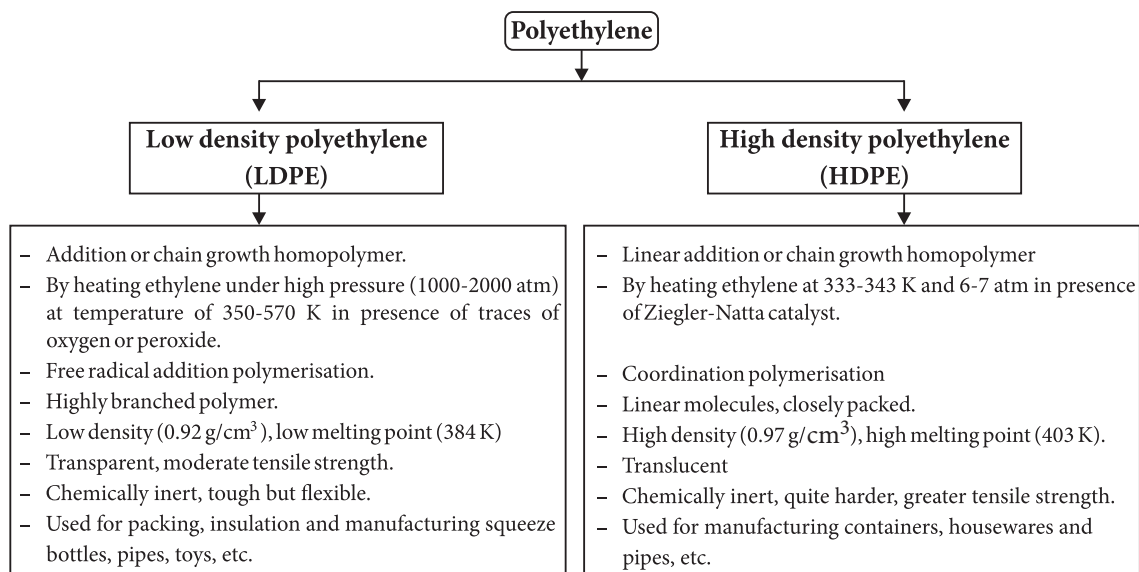 Polyethylene
Low density polyethylene
(LDPE)
High density polyethylene
(HDPE)
– Addition or chain growth homopolymer.
– By heating ethylene under high pressure (1000-2000 atm)
at temperature of 350-570 K in presence of traces of
oxygen or peroxide.
– Free radical addition polymerisation.
– Highly branched polymer.
– Low density (0.92 g/cm³), low melting point (384 K)
– Transparent, moderate tensile strength.
– Chemically inert, tough but flexible.
– Used for packing, insulation and manufacturing squeeze
bottles, pipes, toys, etc.
– Linear addition or chain growth homopolymer
– By heating ethylene at 333-343 K and 6-7 atm in presence
of Ziegler-Natta catalyst.
– Coordination polymerisation
– Linear molecules, closely packed.
– High density (0.97 g/cm³), high melting point (403 K).
– Translucent
– Chemically inert, quite harder, greater tensile strength.
– Used for manufacturing containers, housewares and
pipes, etc.